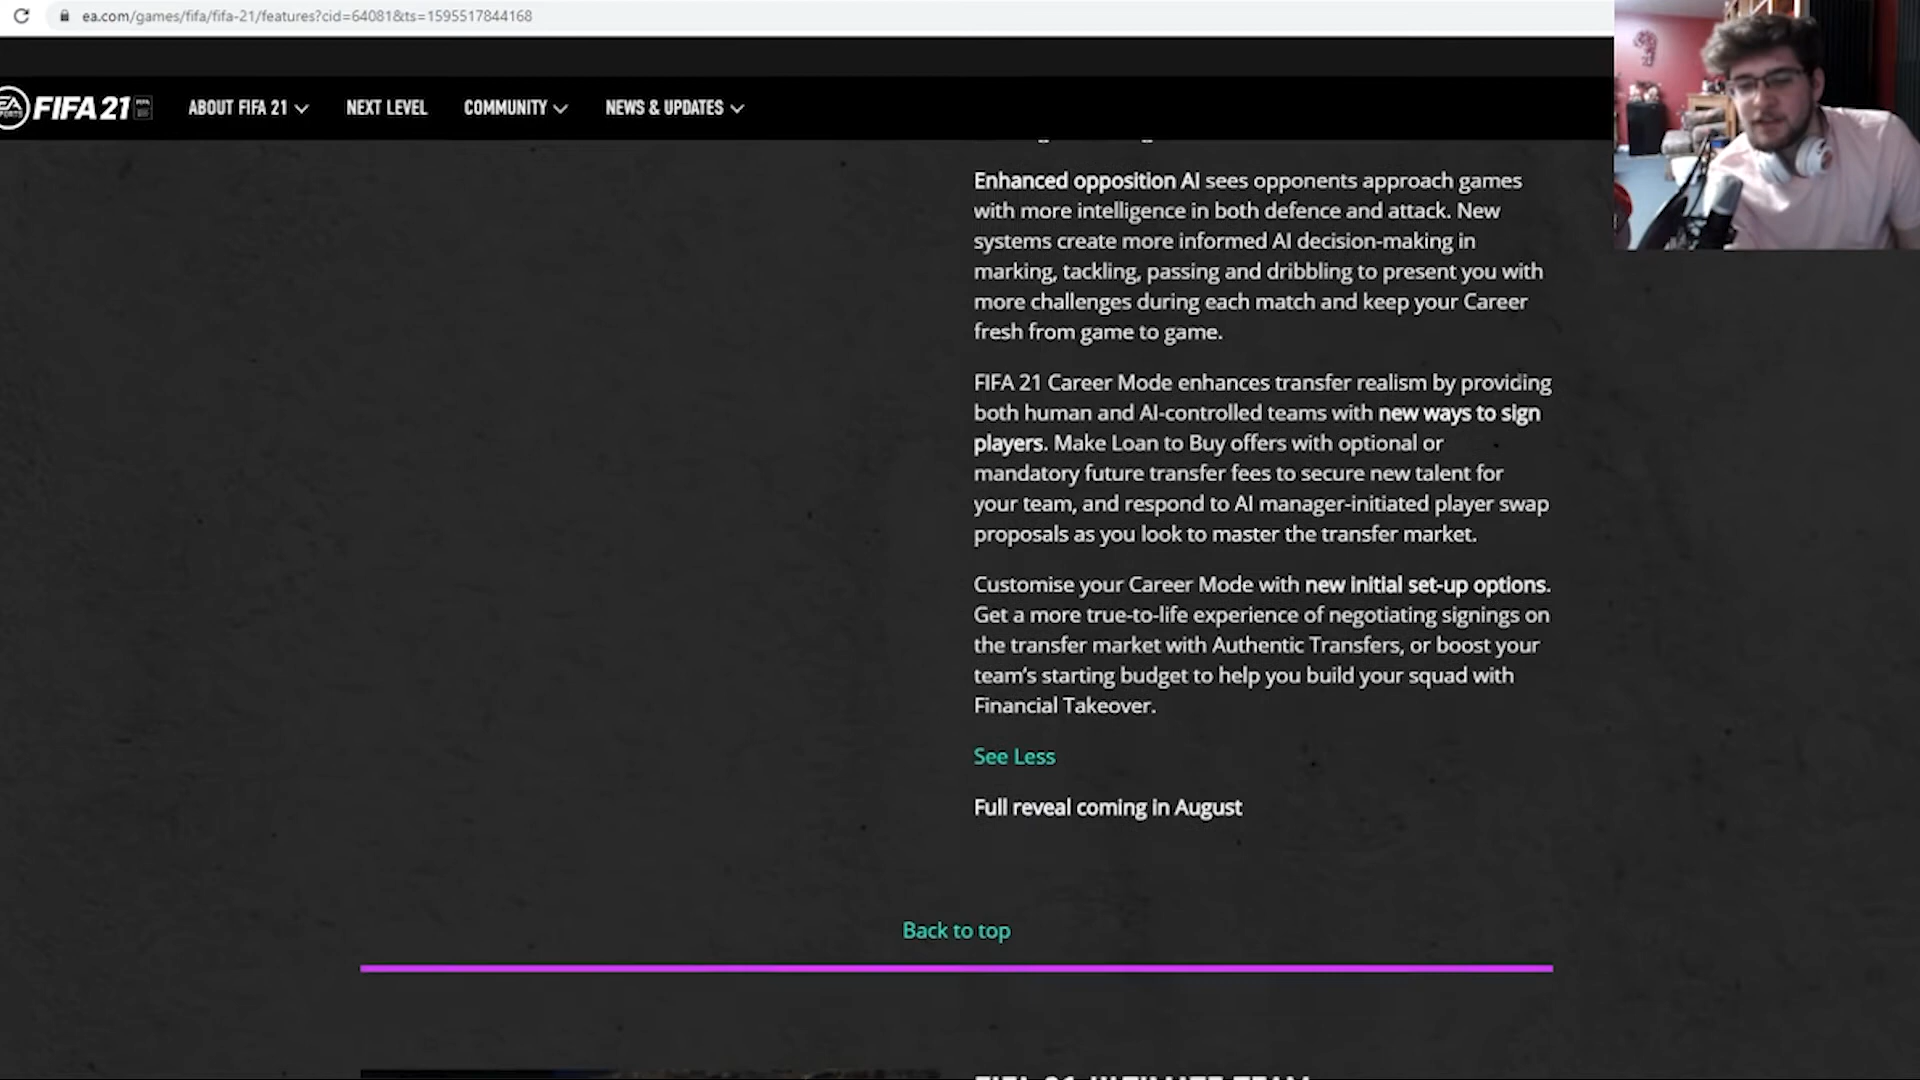 ea.com/games/fifa/fifa-21/features?cid=64081&ts=1595517844168
EA SPORTS FIFA 21 ABOUT FIFA 21 NEXT LEVEL COMMUNITY NEWS & UPDATES
Enhanced opposition AI sees opponents approach games
with more intelligence in both defence and attack. New
systems create more informed AI decision-making in
marking, tackling, passing and dribbling to present you with
more challenges during each match and keep your Career
fresh from game to game.
FIFA 21 Career Mode enhances transfer realism by providing
both human and AI-controlled teams with new ways to sign
players. Make Loan to Buy offers with optional or
mandatory future transfer fees to secure new talent for
your team, and respond to AI manager-initiated player swap
proposals as you look to master the transfer market.
Customise your Career Mode with new initial set-up options.
Get a more true-to-life experience of negotiating signings on
the transfer market with Authentic Transfers, or boost your
team's starting budget to help you build your squad with
Financial Takeover.
See Less
Full reveal coming in August
Back to top
FIFA 21 ULTIMATE TEAM